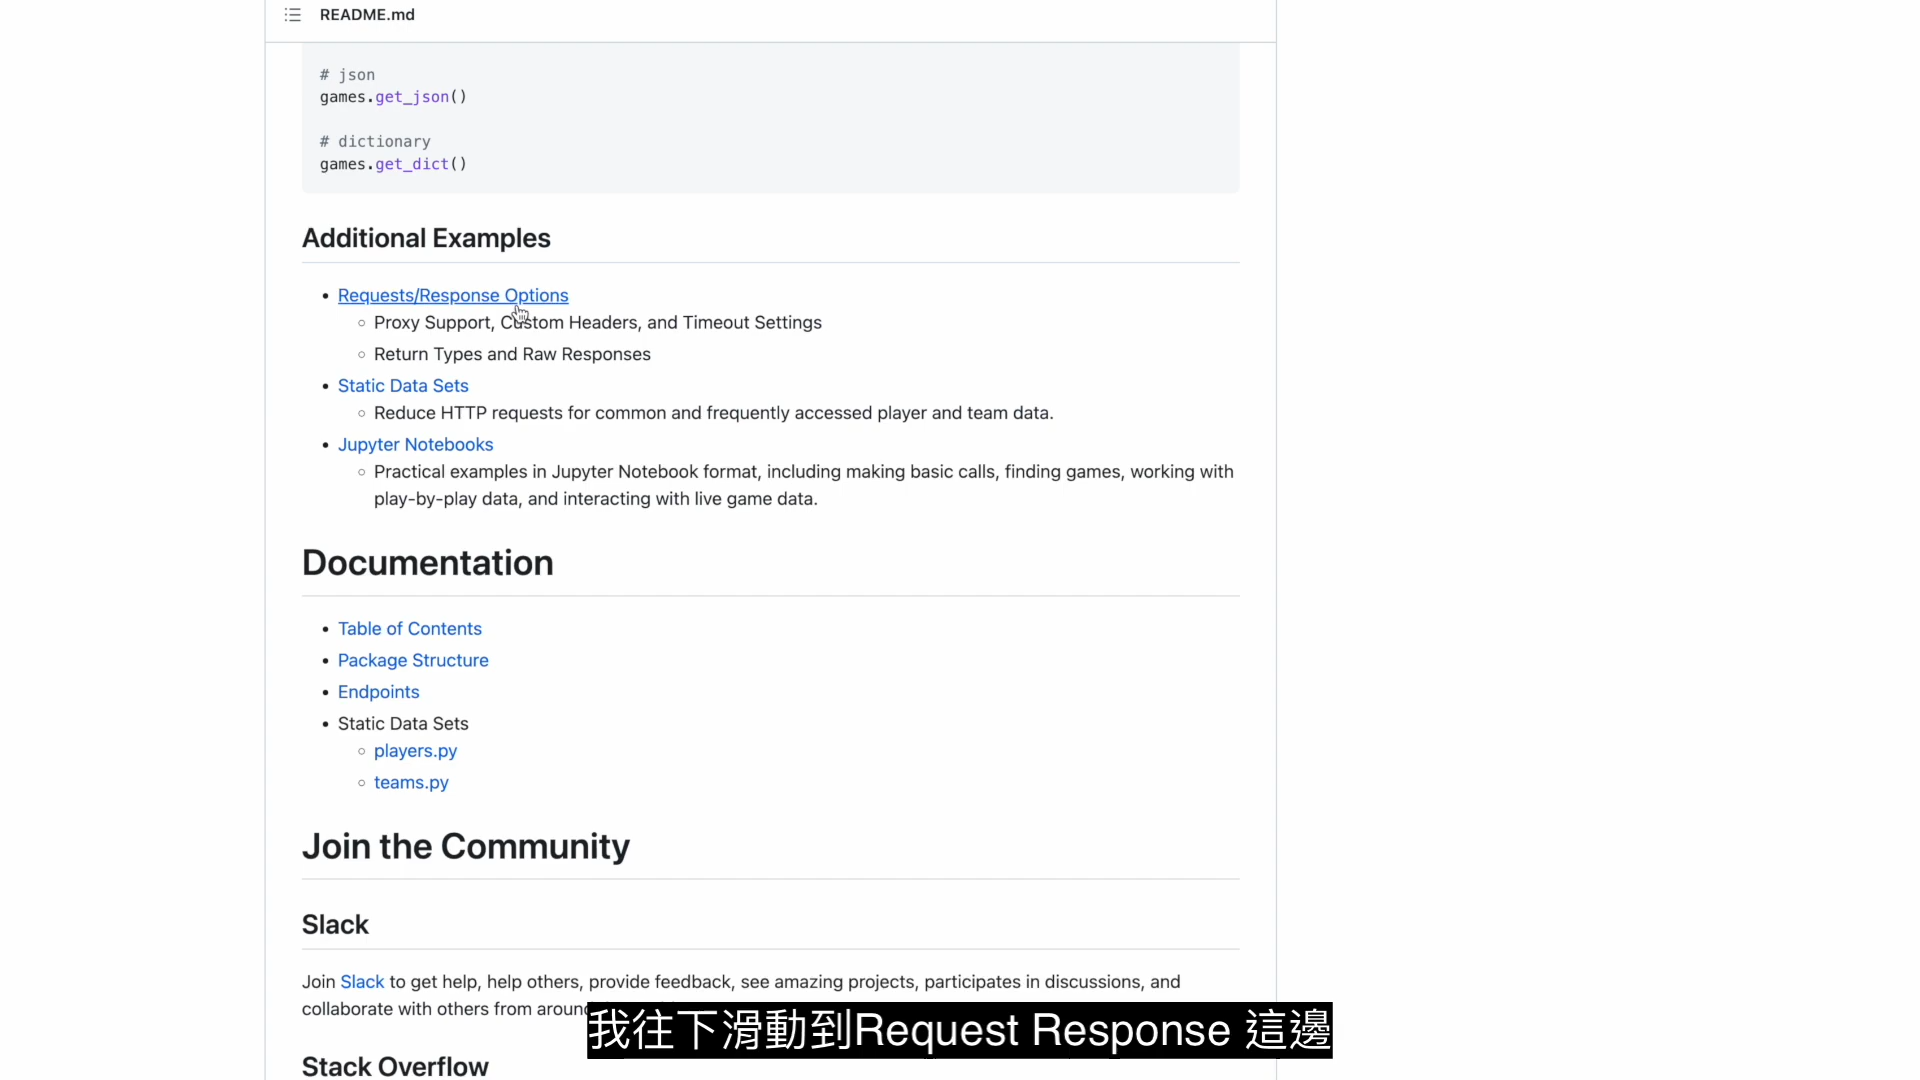 README.md
# json
games.get_json()
# dictionary
games.get_dict()
Additional Examples
• Requests/Response Options
◦ Proxy Support, Custom Headers, and Timeout Settings
◦ Return Types and Raw Responses
• Static Data Sets
◦ Reduce HTTP requests for common and frequently accessed player and team data.
• Jupyter Notebooks
◦ Practical examples in Jupyter Notebook format, including making basic calls, finding games, working with
play-by-play data, and interacting with live game data.
Documentation
• Table of Contents
• Package Structure
• Endpoints
• Static Data Sets
◦ players.py
◦ teams.py
Join the Community
Slack
Join Slack to get help, help others, provide feedback, see amazing projects, participates in discussions, and
collaborate with others from around
我往下滑動到Request Response 這邊
Stack Overflow